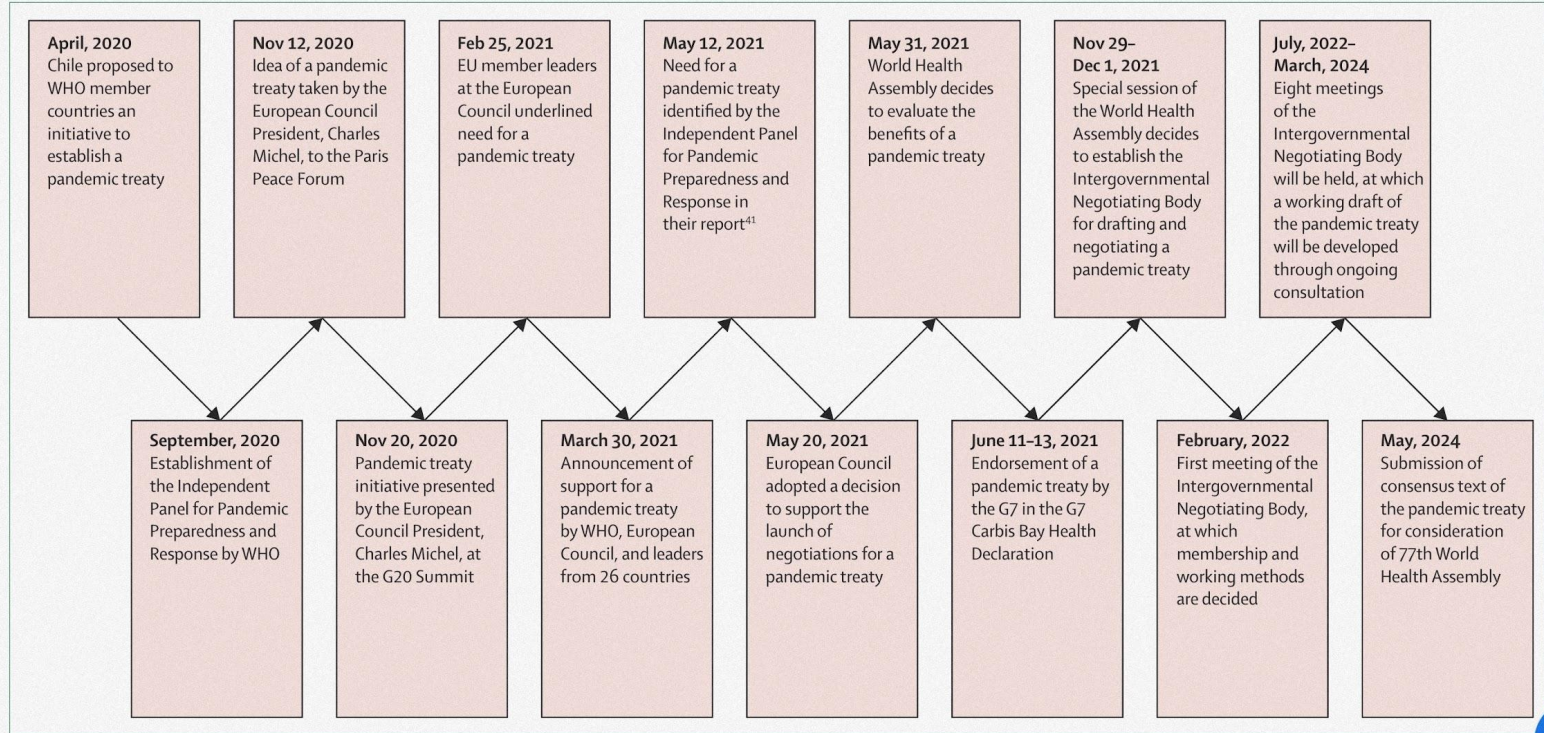 April, 2020
Chile proposed to
WHO member
countries an
initiative to
establish a
pandemic treaty
September, 2020
Establishment of
the Independent
Panel for Pandemic
Preparedness and
Response by WHO
Nov 12, 2020
Idea of a pandemic
treaty taken by the
European Council
President, Charles
Michel, to the Paris
Peace Forum
Nov 20, 2020
Pandemic treaty
initiative presented
by the European
Council President,
Charles Michel, at
the G20 Summit
Feb 25, 2021
EU member leaders
at the European
Council underlined
need for a
pandemic treaty
March 30, 2021
Announcement of
support for a
pandemic treaty
by WHO, European
Council, and leaders
from 26 countries
May 12, 2021
Need for a
pandemic treaty
identified by the
Independent Panel
for Pandemic
Preparedness and
Response in
their report⁴¹
May 20, 2021
European Council
adopted a decision
to support the
launch of
negotiations for a
pandemic treaty
May 31, 2021
World Health
Assembly decides
to evaluate the
benefits of a
pandemic treaty
June 11–13, 2021
Endorsement of a
pandemic treaty by
the G7 in the G7
Carbis Bay Health
Declaration
Nov 29–
Dec 1, 2021
Special session of
the World Health
Assembly decides
to establish the
Intergovernmental
Negotiating Body
for drafting and
negotiating a
pandemic treaty
February, 2022
First meeting of the
Intergovernmental
Negotiating Body,
at which
membership and
working methods
are decided
July, 2022–
March, 2024
Eight meetings
of the
Intergovernmental
Negotiating Body
will be held, at which
a working draft of
the pandemic treaty
will be developed
through ongoing
consultation
May, 2024
Submission of
consensus text of
the pandemic treaty
for consideration
of 77th World
Health Assembly